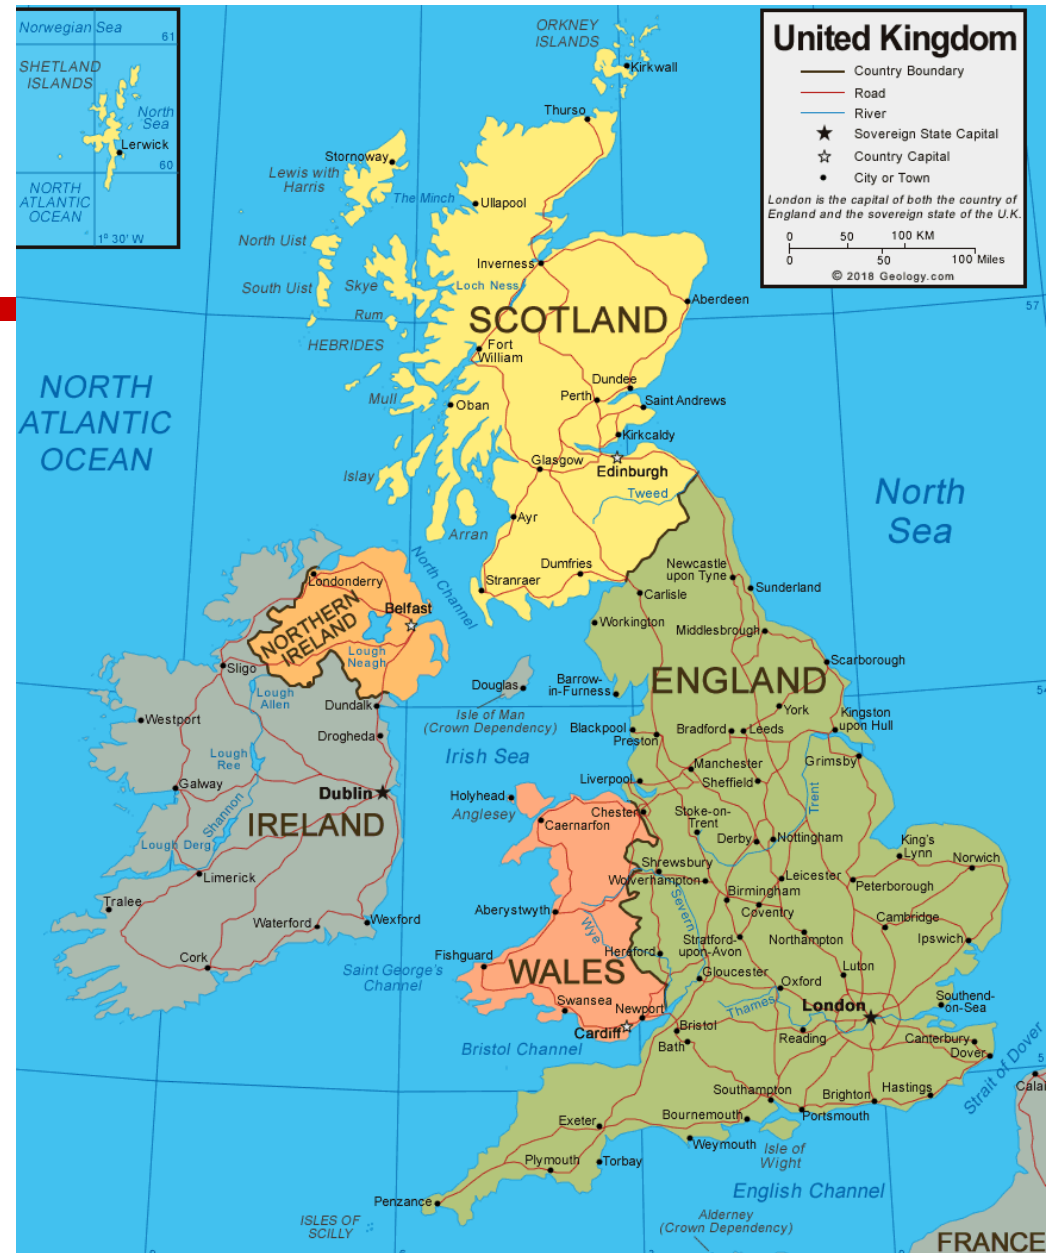 Norwegian Sea
61
SHETLAND
ISLANDS
North
Sea
Lerwick
60
NORTH
ATLANTIC
OCEAN
1° 30' W
ORKNEY
ISLANDS
Kirkwall
United Kingdom
Country Boundary
Road
River
Sovereign State Capital
Country Capital
City or Town
London is the capital of both the country of
England and the sovereign state of the U.K.
0 50 100 KM
0 50 100 Miles
© 2018 Geology.com
Thurso
Stornoway
Lewis with
Harris
The Minch
Ullapool
North Uist
Inverness
South Uist
Skye
Loch Ness
Aberdeen
57
Rum
SCOTLAND
HEBRIDES
Fort
William
NORTH
ATLANTIC
OCEAN
Mull
Oban
Dundee
Perth
Saint Andrews
Kirkcaldy
Glasgow
Edinburgh
Islay
Tweed
North
Sea
Ayr
Arran
North Channel
Dumfries
Stranraer
Newcastle
upon Tyne
Sunderland
Carlisle
Londonderry
Belfast
NORTHERN
IRELAND
Workington
Middlesbrough
Lough
Neagh
Sligo
Scarborough
ENGLAND
54
Lough
Allen
Dundalk
Douglas
Barrow-
in-Furness
Isle of Man
(Crown Dependency)
York
Kingston
upon Hull
Westport
Drogheda
Blackpool
Preston
Bradford
Leeds
Irish Sea
Lough
Ree
Manchester
Grimsby
Galway
Liverpool
Sheffield
Dublin
Holyhead
Anglesey
Trent
Shannon
IRELAND
Chester
Caernarfon
Stoke-on-
Trent
Derby
Nottingham
Lough Derg
King's
Lynn
Norwich
Shrewsbury
Limerick
Wolverhampton
Leicester
Peterborough
Birmingham
Tralee
Aberystwyth
Severn
Coventry
Waterford
Wexford
Wye
Cambridge
Northampton
Ipswich
Stratford-
upon-Avon
Hereford
Fishguard
Cork
Saint George's
Channel
WALES
Gloucester
Luton
Oxford
Swansea
Newport
Thames
London
Southend-
on-Sea
Cardiff
Bristol
Reading
Canterbury
Bath
Dover
Bristol Channel
Strait of Dover
5
Calai
Southampton
Brighton
Hastings
Bournemouth
Portsmouth
Exeter
Weymouth
Isle of
Wight
Plymouth
Torbay
English Channel
Penzance
ISLES OF
SCILLY
Alderney
(Crown Dependency)
FRANCE